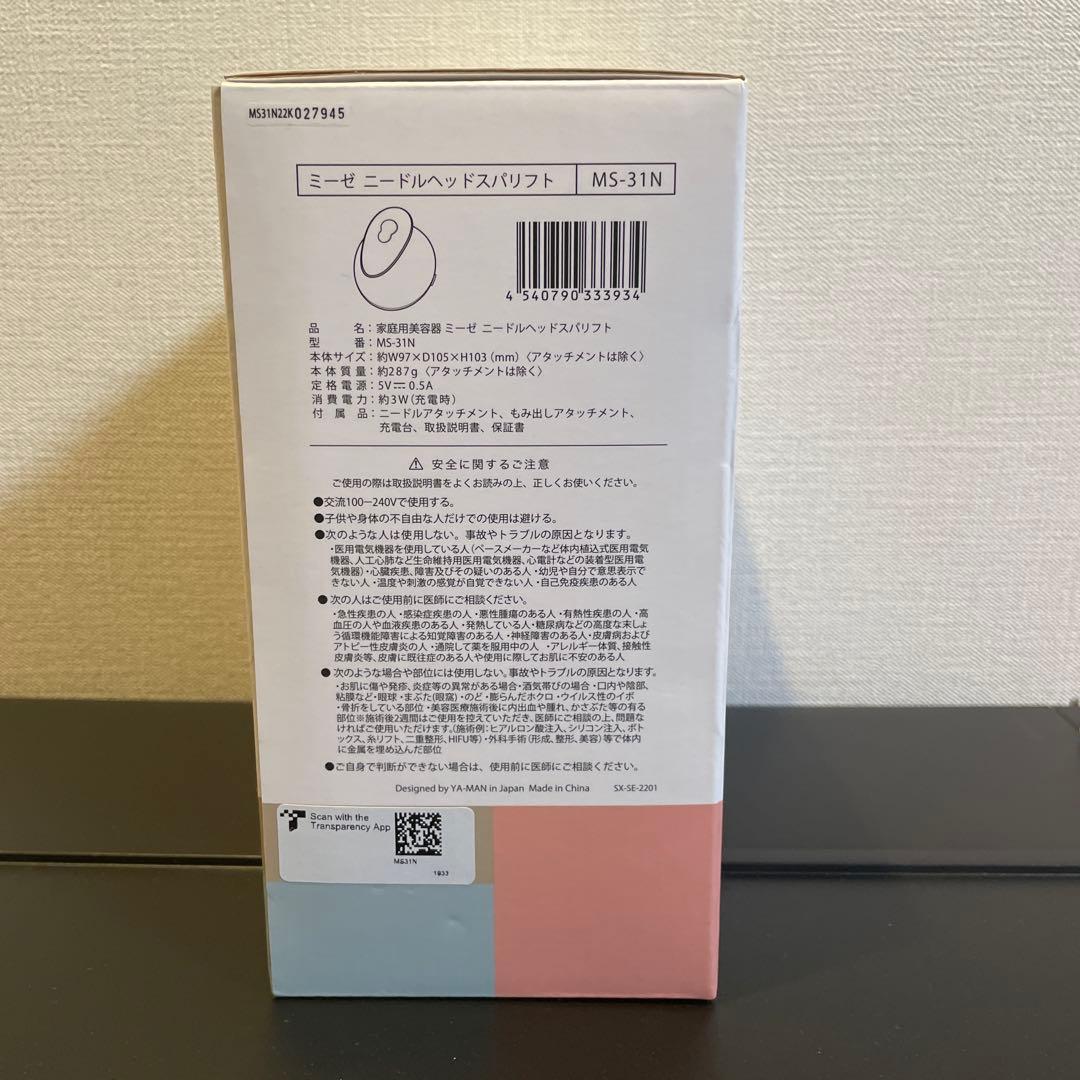 MS31N22K027945
ミーゼ ニードルヘッドスパリフト MS-31N
4 540790 333934
品名:家庭用美容器 ミーゼ ニードルヘッドスパリフト
型番:MS-31N
本体サイズ:約W97×D105×H103(mm)〈アタッチメントは除く〉
本体質量:約287g〈アタッチメントは除く〉
定格電源:5V⎓0.5A
消費電力:約3W(充電時)
付属品:ニードルアタッチメント、もみ出しアタッチメント、
充電台、取扱説明書、保証書
⚠ 安全に関するご注意
ご使用の際は取扱説明書をよくお読みの上、正しくお使いください。
●交流100−240Vで使用する。
●子供や身体の不自由な人だけでの使用は避ける。
●次のような人は使用しない。事故やトラブルの原因となります。
・医用電気機器を使用している人(ペースメーカーなど体内植込式医用電気
機器、人工心肺など生命維持用医用電気機器、心電計などの装着型医用電
気機器)・心臓疾患、障害及びその疑いのある人・幼児や自分で意思表示で
きない人・温度や刺激の感覚が自覚できない人・自己免疫疾患のある人
●次の人はご使用前に医師にご相談ください。
・急性疾患の人・感染症疾患の人・悪性腫瘍のある人・有熱性疾患の人・高
血圧の人や血液疾患のある人・発熱している人・糖尿病などの高度な末しょ
う循環機能障害による知覚障害のある人・神経障害のある人・皮膚病および
アトピー性皮膚炎の人・通院して薬を服用中の人・アレルギー体質、接触性
皮膚炎等、皮膚に既往症のある人や使用に際してお肌に不安のある人
●次のような場合や部位には使用しない。事故やトラブルの原因となります。
・お肌に傷や発疹、炎症等の異常がある場合・酒気帯びの場合・口内や陰部、
粘膜など・眼球・まぶた(眼窩)・のど・膨らんだホクロ・ウイルス性のイボ
・骨折をしている部位・美容医療施術後に内出血や腫れ、かさぶた等の有る
部位※施術後2週間はご使用を控えていただき、医師にご相談の上、問題な
ければご使用いただけます。(施術例:ヒアルロン酸注入、シリコン注入、ボト
ックス、糸リフト、二重整形、HIFU等)・外科手術(形成、整形、美容)等で体内
に金属を埋め込んだ部位
●ご自身で判断ができない場合は、使用前に医師にご相談ください。
Designed by YA-MAN in Japan Made in China SX-SE-2201
Scan with the
Transparency App
MS31N
1933